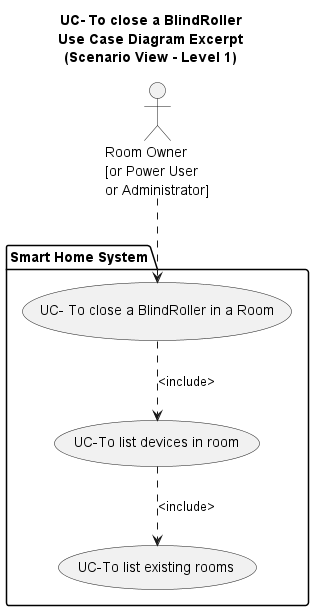 UC- To close a BlindRoller
Use Case Diagram Excerpt
(Scenario View - Level 1)
Room Owner
[or Power User
or Administrator]
Smart Home System
UC- To close a BlindRoller in a Room
<include>
UC-To list devices in room
<include>
UC-To list existing rooms